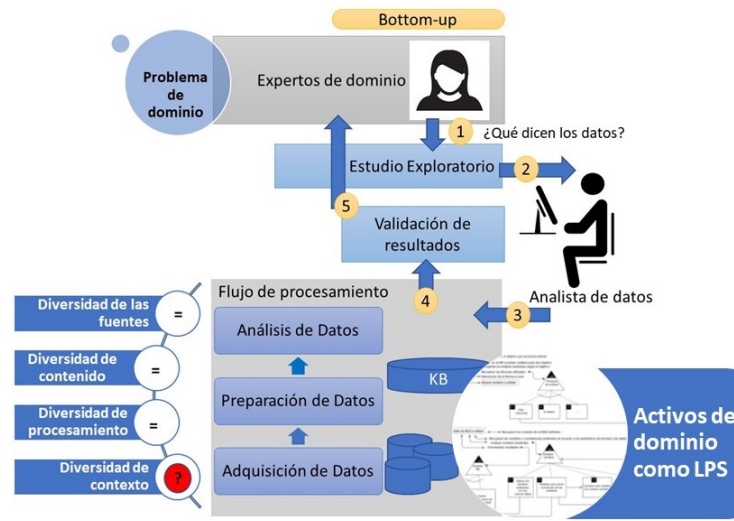 Bottom-up
Problema
de
dominio
Expertos de dominio
1
¿Qué dicen los datos?
Estudio Exploratorio
2
5
Validación de
resultados
Flujo de procesamiento
4
3
Analista de datos
Diversidad de las
fuentes
=
Análisis de Datos
Diversidad de
contenido
=
KB
Preparación de Datos
Diversidad de
procesamiento
=
Activos de
dominio
como LPS
Diversidad de
contexto
?
Adquisición de Datos